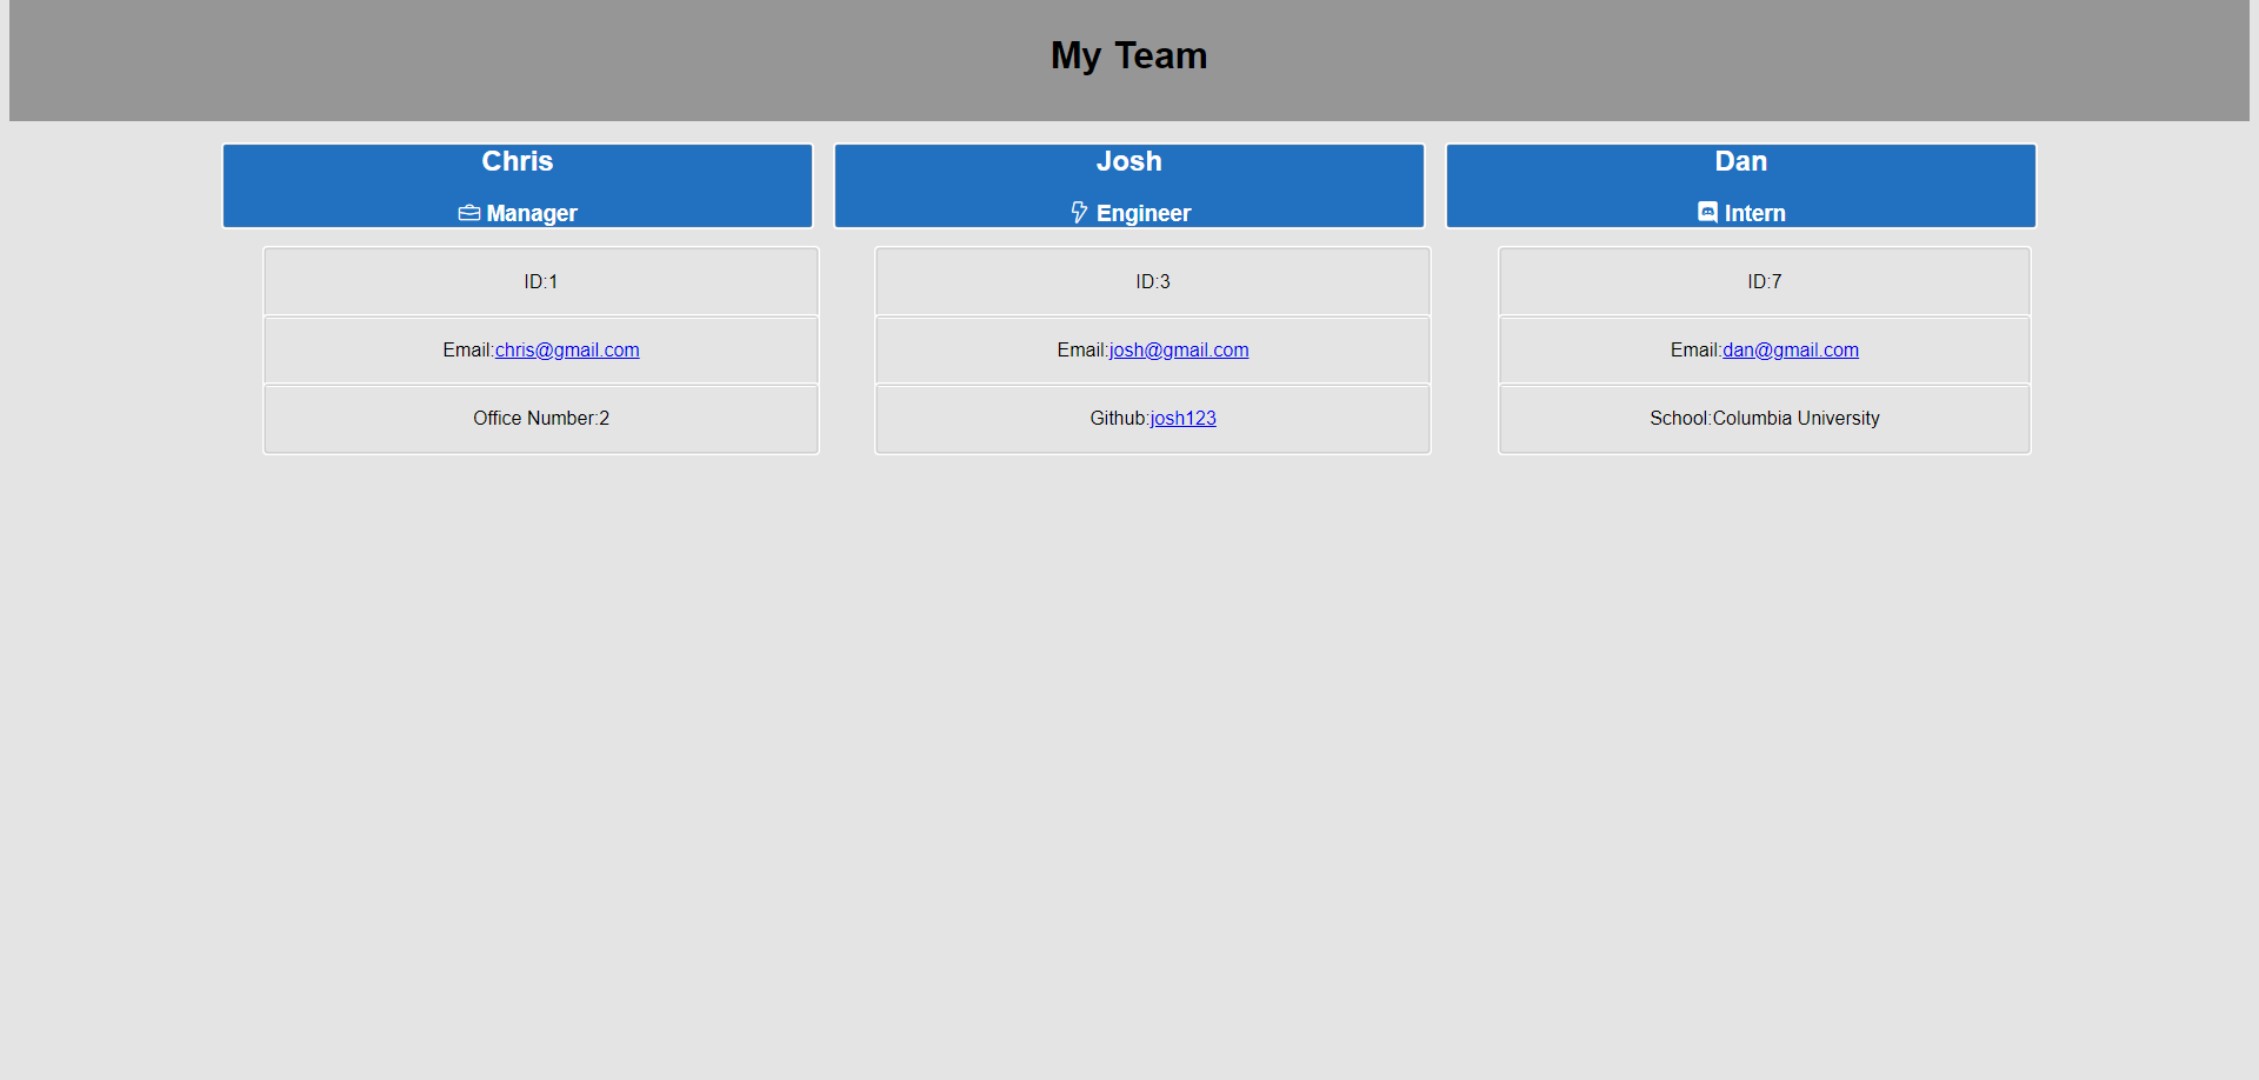 My Team
Chris
Manager
ID:1
Email:chris@gmail.com
Office Number:2
Josh
Engineer
ID:3
Email:josh@gmail.com
Github:josh123
Dan
Intern
ID:7
Email:dan@gmail.com
School:Columbia University